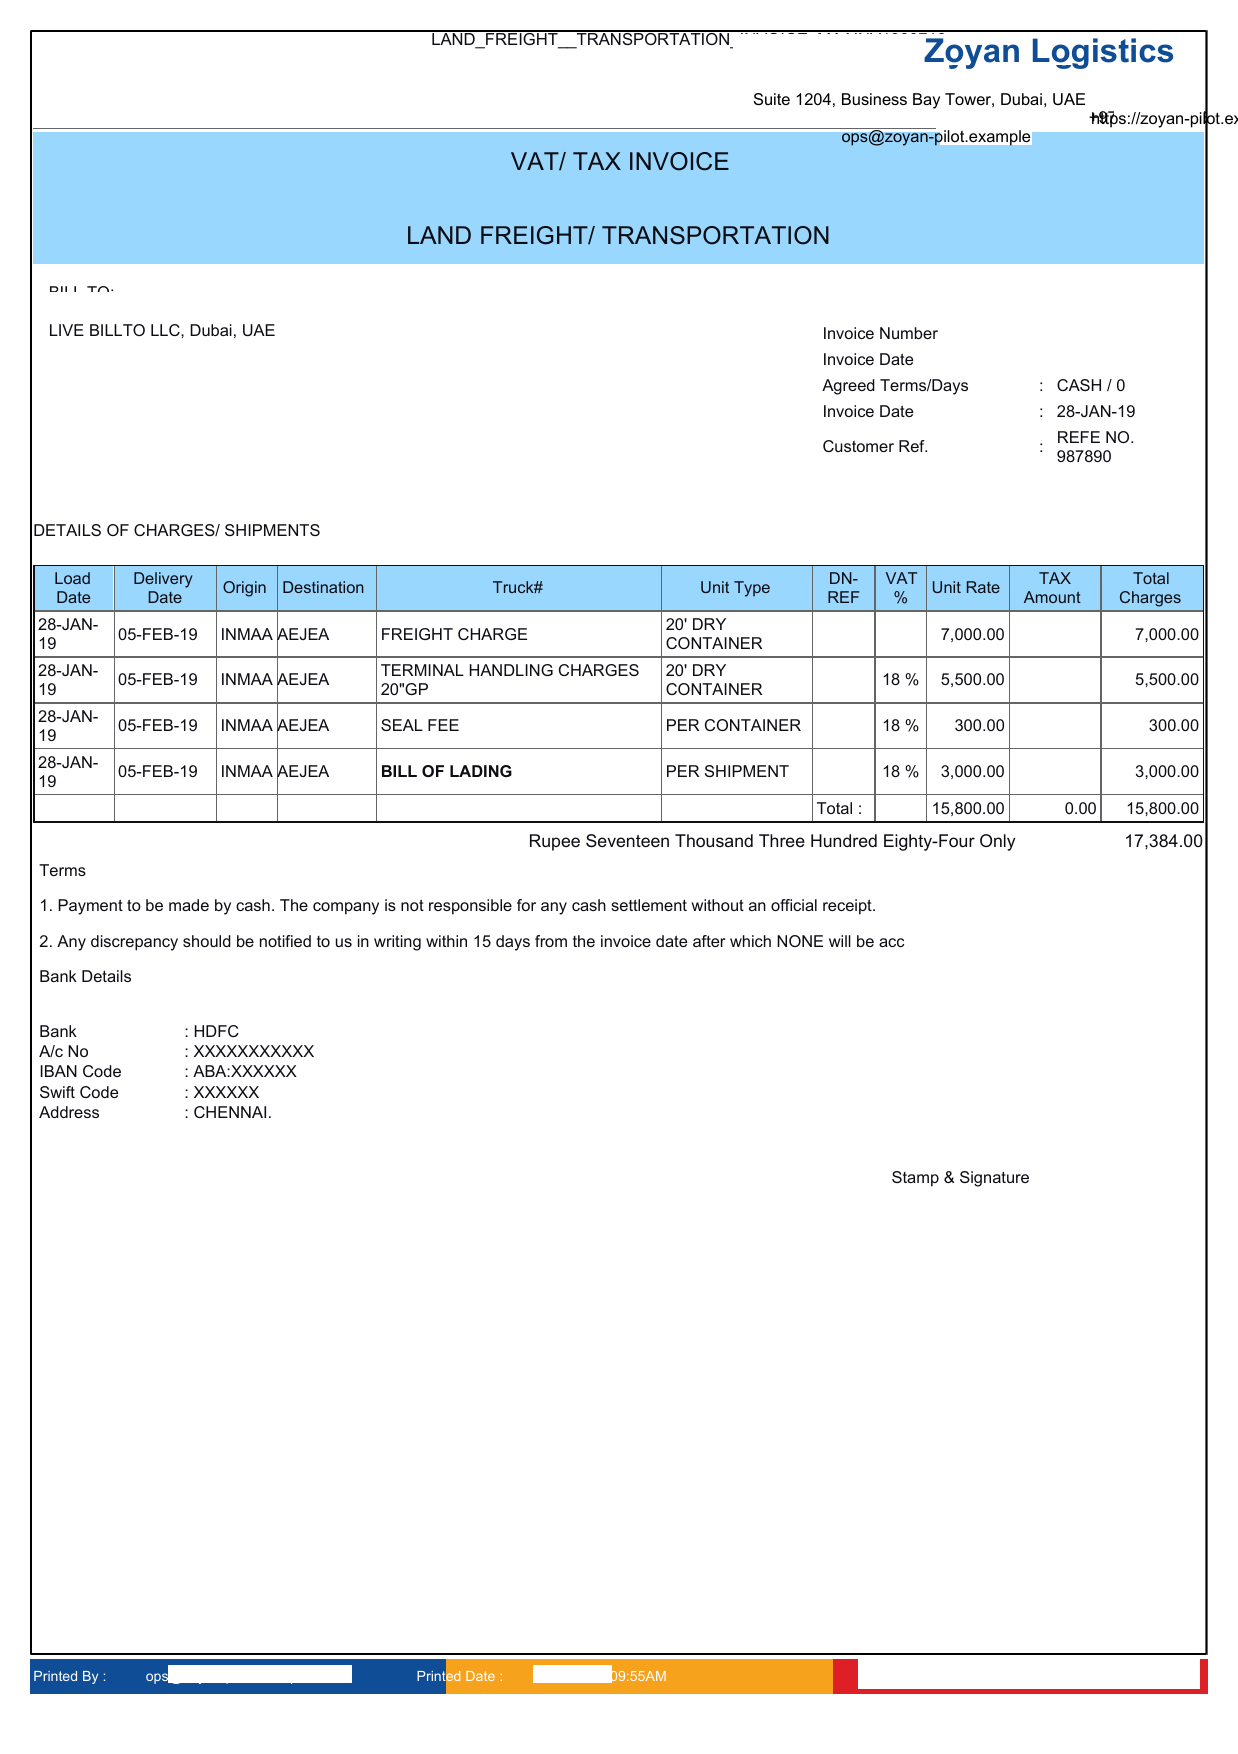 LAND_FREIGHT__TRANSPORTATION_
Zoyan Logistics
Suite 1204, Business Bay Tower, Dubai, UAE
https://zoyan-pilot.ex
ops@zoyan-pilot.example
VAT/ TAX INVOICE
LAND FREIGHT/ TRANSPORTATION
BILL TO:
LIVE BILLTO LLC, Dubai, UAE
Invoice Number
Invoice Date
Agreed Terms/Days : CASH / 0
Invoice Date : 28-JAN-19
Customer Ref. : REFE NO. 987890
DETAILS OF CHARGES/ SHIPMENTS
Load Date Delivery Date Origin Destination Truck# Unit Type DN-REF VAT % Unit Rate TAX Amount Total Charges
28-JAN-19 05-FEB-19 INMAA AEJEA FREIGHT CHARGE 20' DRY CONTAINER 7,000.00 7,000.00
28-JAN-19 05-FEB-19 INMAA AEJEA TERMINAL HANDLING CHARGES 20"GP 20' DRY CONTAINER 18 % 5,500.00 5,500.00
28-JAN-19 05-FEB-19 INMAA AEJEA SEAL FEE PER CONTAINER 18 % 300.00 300.00
28-JAN-19 05-FEB-19 INMAA AEJEA BILL OF LADING PER SHIPMENT 18 % 3,000.00 3,000.00
Total : 15,800.00 0.00 15,800.00
Rupee Seventeen Thousand Three Hundred Eighty-Four Only 17,384.00
Terms
1. Payment to be made by cash. The company is not responsible for any cash settlement without an official receipt.
2. Any discrepancy should be notified to us in writing within 15 days from the invoice date after which NONE will be acc
Bank Details
Bank : HDFC
A/c No : XXXXXXXXXXX
IBAN Code : ABA:XXXXXX
Swift Code : XXXXXX
Address : CHENNAI.
Stamp & Signature
Printed By : ops Printed Date : 09:55AM